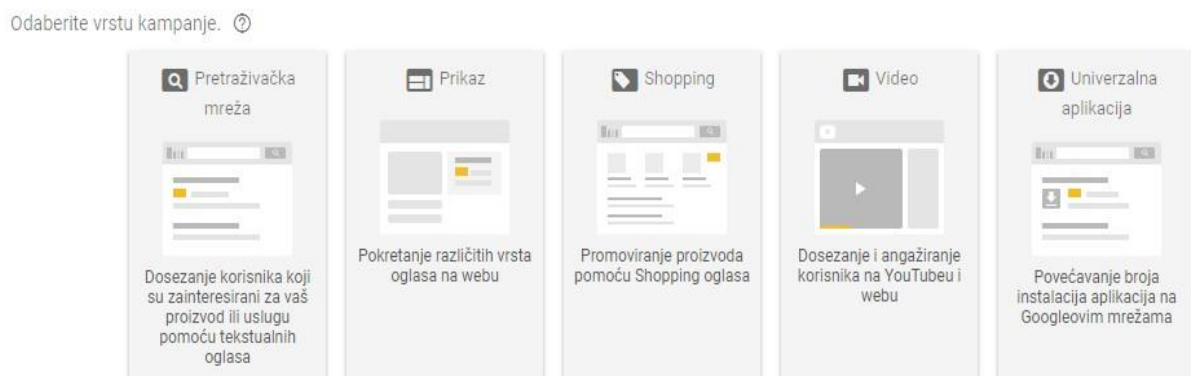 Odaberite vrstu kampanje.
Pretraživačka
mreža
Dosezanje korisnika koji
su zainteresirani za vaš
proizvod ili uslugu
pomoću tekstualnih
oglasa
Prikaz
Pokretanje različitih vrsta
oglasa na webu
Shopping
Promoviranje proizvoda
pomoću Shopping oglasa
Video
Dosezanje i angažiranje
korisnika na YouTubeu i
webu
Univerzalna
aplikacija
Povećavanje broja
instalacija aplikacija na
Googleovim mrežama